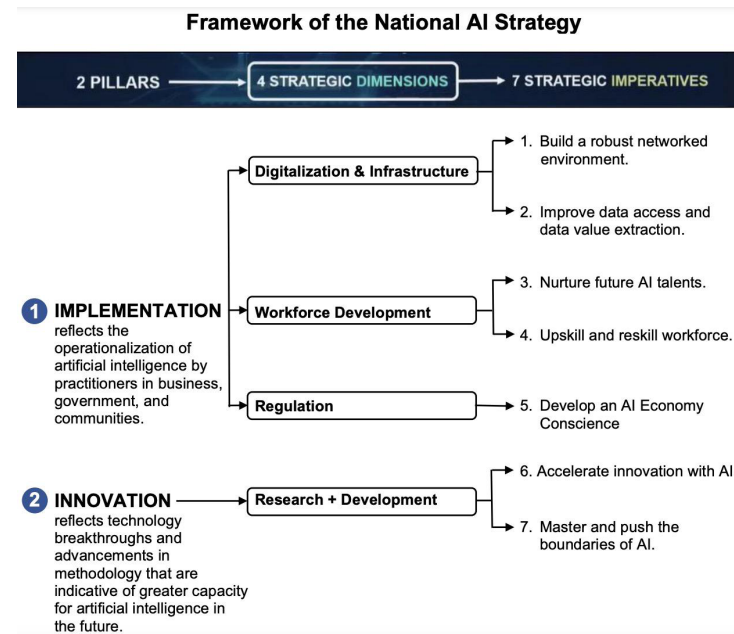 Framework of the National AI Strategy
2 PILLARS
4 STRATEGIC DIMENSIONS
7 STRATEGIC IMPERATIVES
1 IMPLEMENTATION
reflects the
operationalization of
artificial intelligence by
practitioners in business,
government, and
communities.
Digitalization & Infrastructure
1. Build a robust networked
environment.
2. Improve data access and
data value extraction.
Workforce Development
3. Nurture future AI talents.
4. Upskill and reskill workforce.
Regulation
5. Develop an AI Economy
Conscience
2 INNOVATION
reflects technology
breakthroughs and
advancements in
methodology that are
indicative of greater capacity
for artificial intelligence in
the future.
Research + Development
6. Accelerate innovation with AI
7. Master and push the
boundaries of AI.